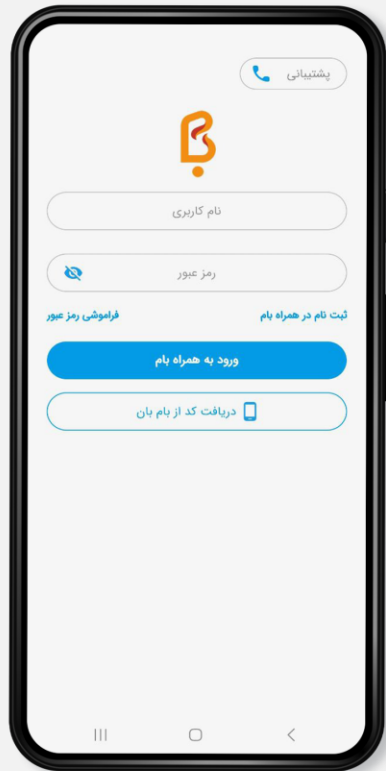 پشتیبانی
نام کاربری
رمز عبور
ثبت نام در همراه بام
فراموشی رمز عبور
ورود به همراه بام
دریافت کد از بام بان